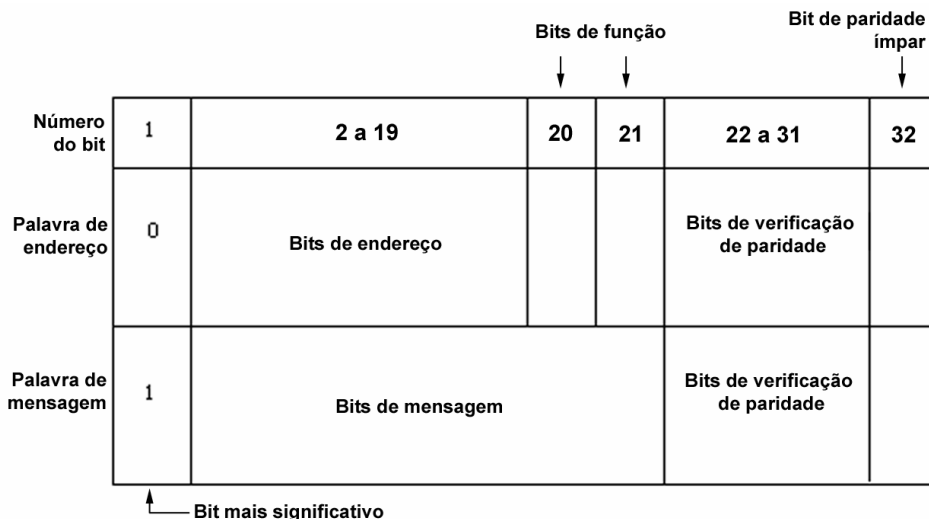 Bits de função
Bit de paridade
ímpar
Número
do bit
1
2 a 19
20
21
22 a 31
32
Palavra de
endereço
0
Bits de endereço
Bits de verificação
de paridade
Palavra de
mensagem
1
Bits de mensagem
Bits de verificação
de paridade
Bit mais significativo